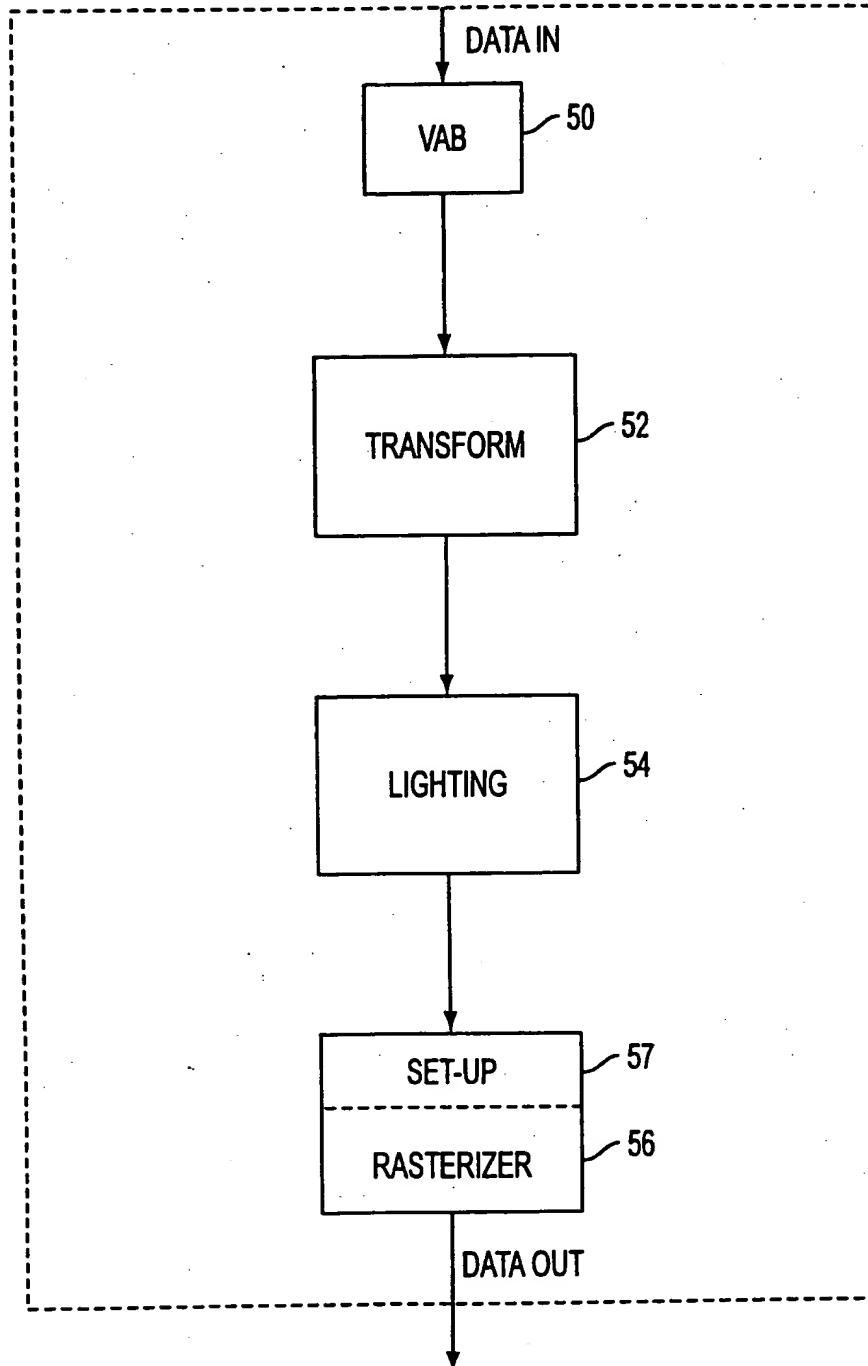 DATA IN
VAB
50
TRANSFORM
52
LIGHTING
54
SET-UP
57
RASTERIZER
56
DATA OUT